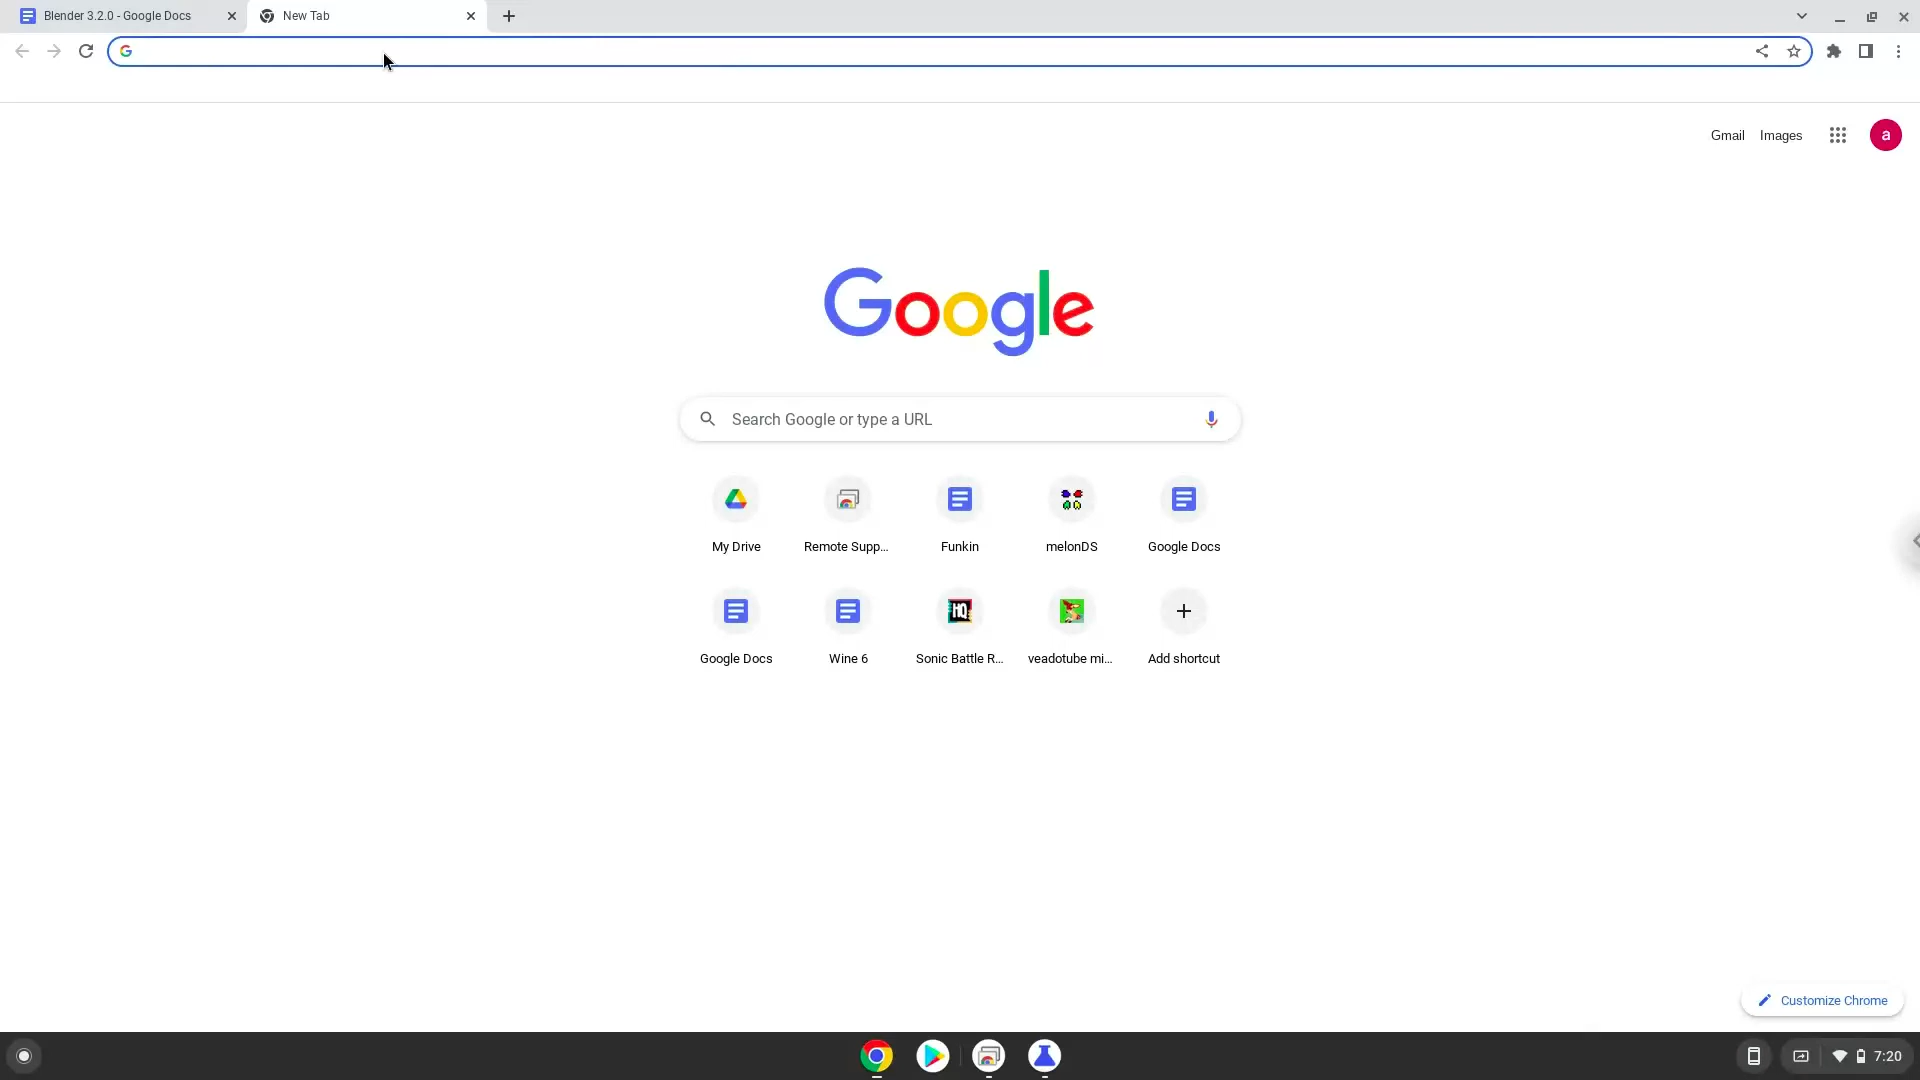 Blender 3.2.0 - Google Docs
New Tab
Gmail
Images
a
Google
Search Google or type a URL
My Drive
Remote Supp...
Funkin
melonDS
Google Docs
Google Docs
Wine 6
HQ
Sonic Battle R...
veadotube mi...
Add shortcut
Customize Chrome
7:20